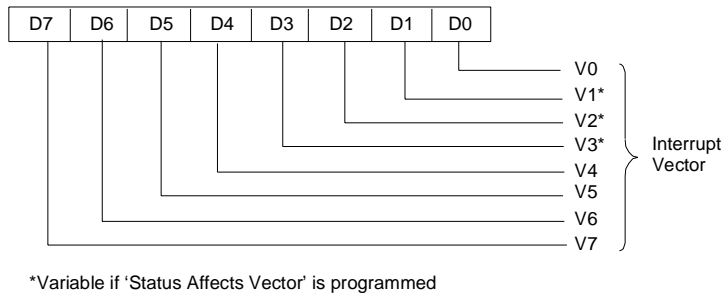 D7 D6 D5 D4 D3 D2 D1 D0
V0
V1*
V2*
V3*
V4
V5
V6
V7
Interrupt
Vector
*Variable if ‘Status Affects Vector’ is programmed